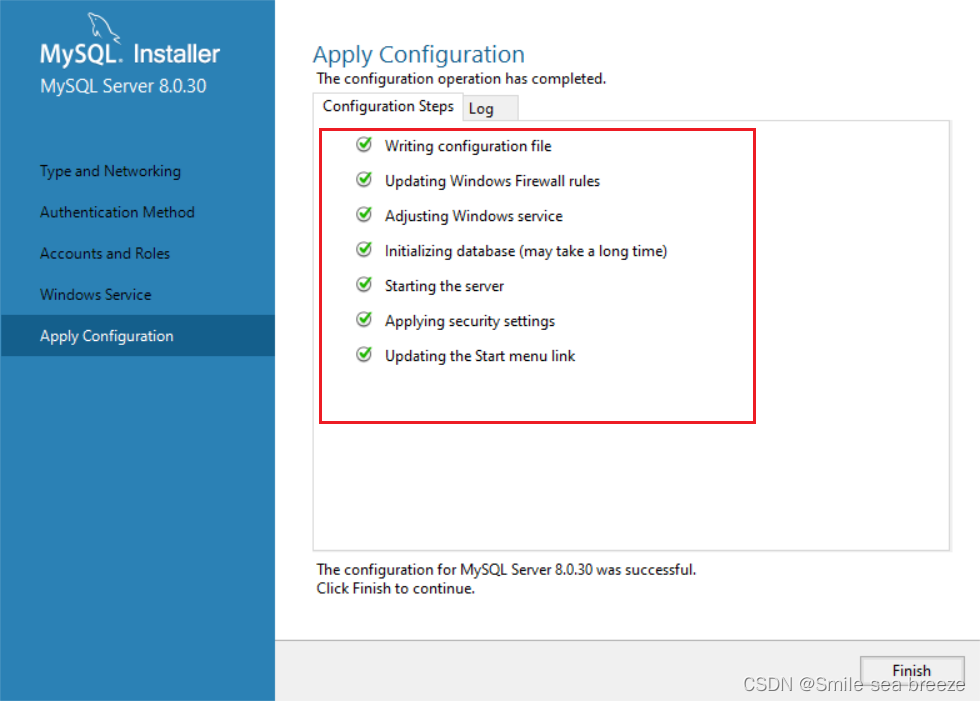 MySQL. Installer
MySQL Server 8.0.30
Type and Networking
Authentication Method
Accounts and Roles
Windows Service
Apply Configuration
Apply Configuration
The configuration operation has completed.
Configuration Steps
Log
Writing configuration file
Updating Windows Firewall rules
Adjusting Windows service
Initializing database (may take a long time)
Starting the server
Applying security settings
Updating the Start menu link
The configuration for MySQL Server 8.0.30 was successful.
Click Finish to continue.
Finish
CSDN @Smile-sea breeze